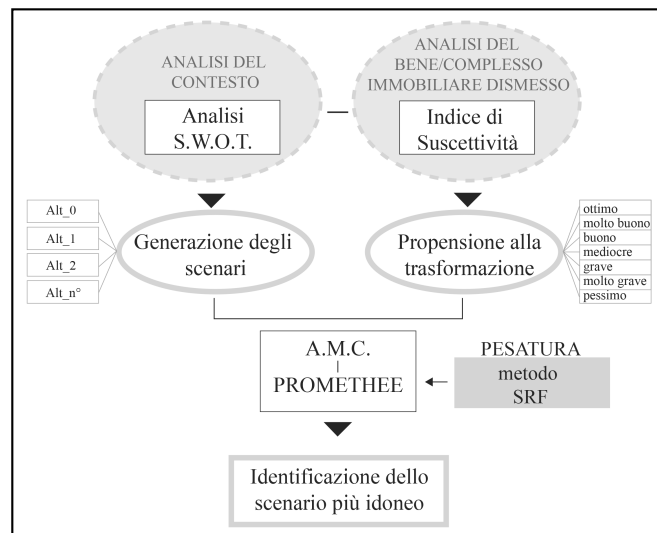 ANALISI DEL
CONTESTO
Analisi
S.W.O.T.
ANALISI DEL
BENE/COMPLESSO
IMMOBILIARE DISMESSO
Indice di
Suscettività
Alt_0
Alt_1
Alt_2
Alt_n°
Generazione degli
scenari
Propensione alla
trasformazione
ottimo
molto buono
buono
mediocre
grave
molto grave
pessimo
A.M.C.
PROMETHEE
PESATURA
metodo
SRF
Identificazione dello
scenario più idoneo